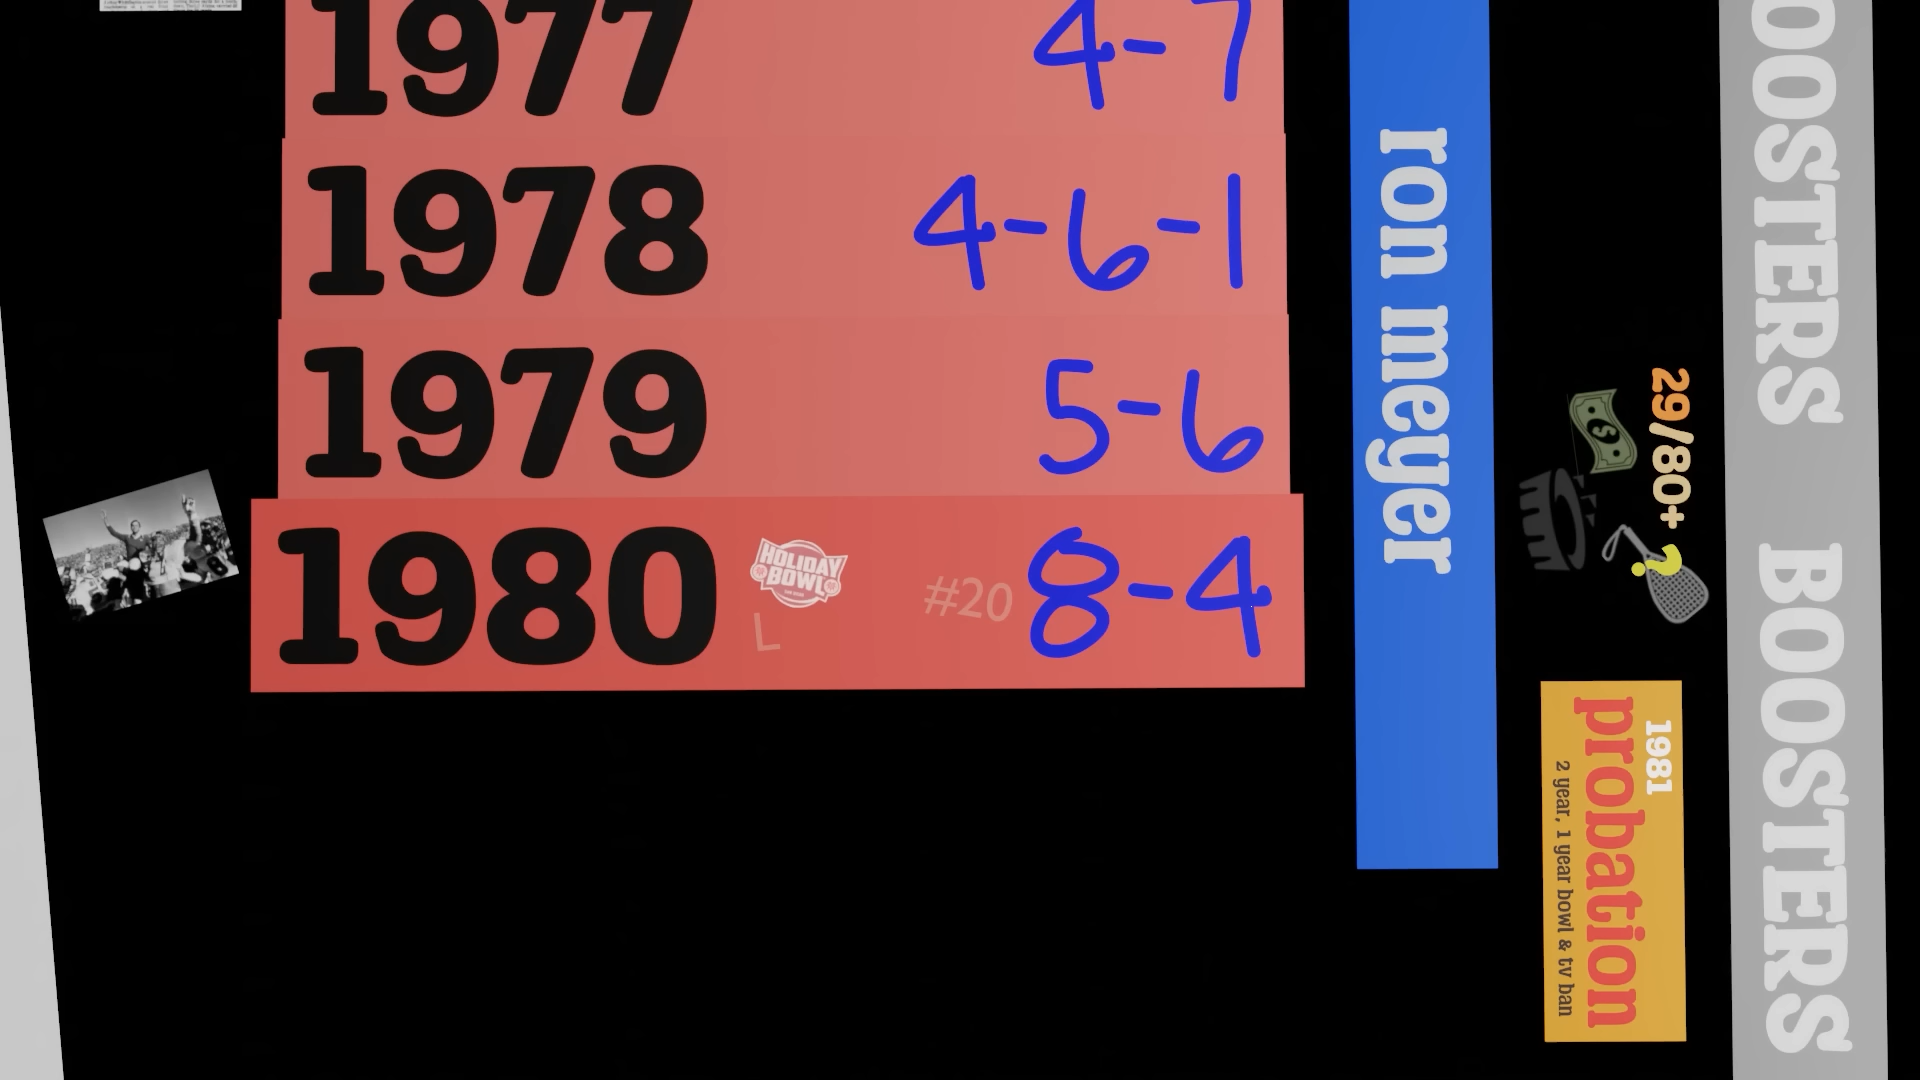 1977 4-7
1978 4-6-1
1979 5-6
1980 HOLIDAY BOWL L #20 8-4
ron meyer
29/80+
?
1981
probation
2 year, 1 year bowl & tv ban
OOSTERS
BOOSTERS